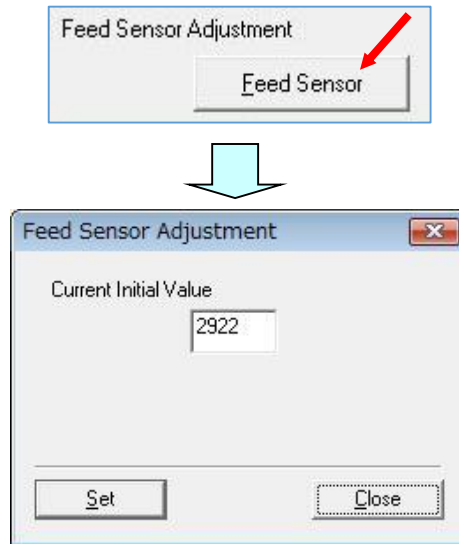 Feed Sensor Adjustment
Feed Sensor
Feed Sensor Adjustment
Current Initial Value
2922
Set
Close